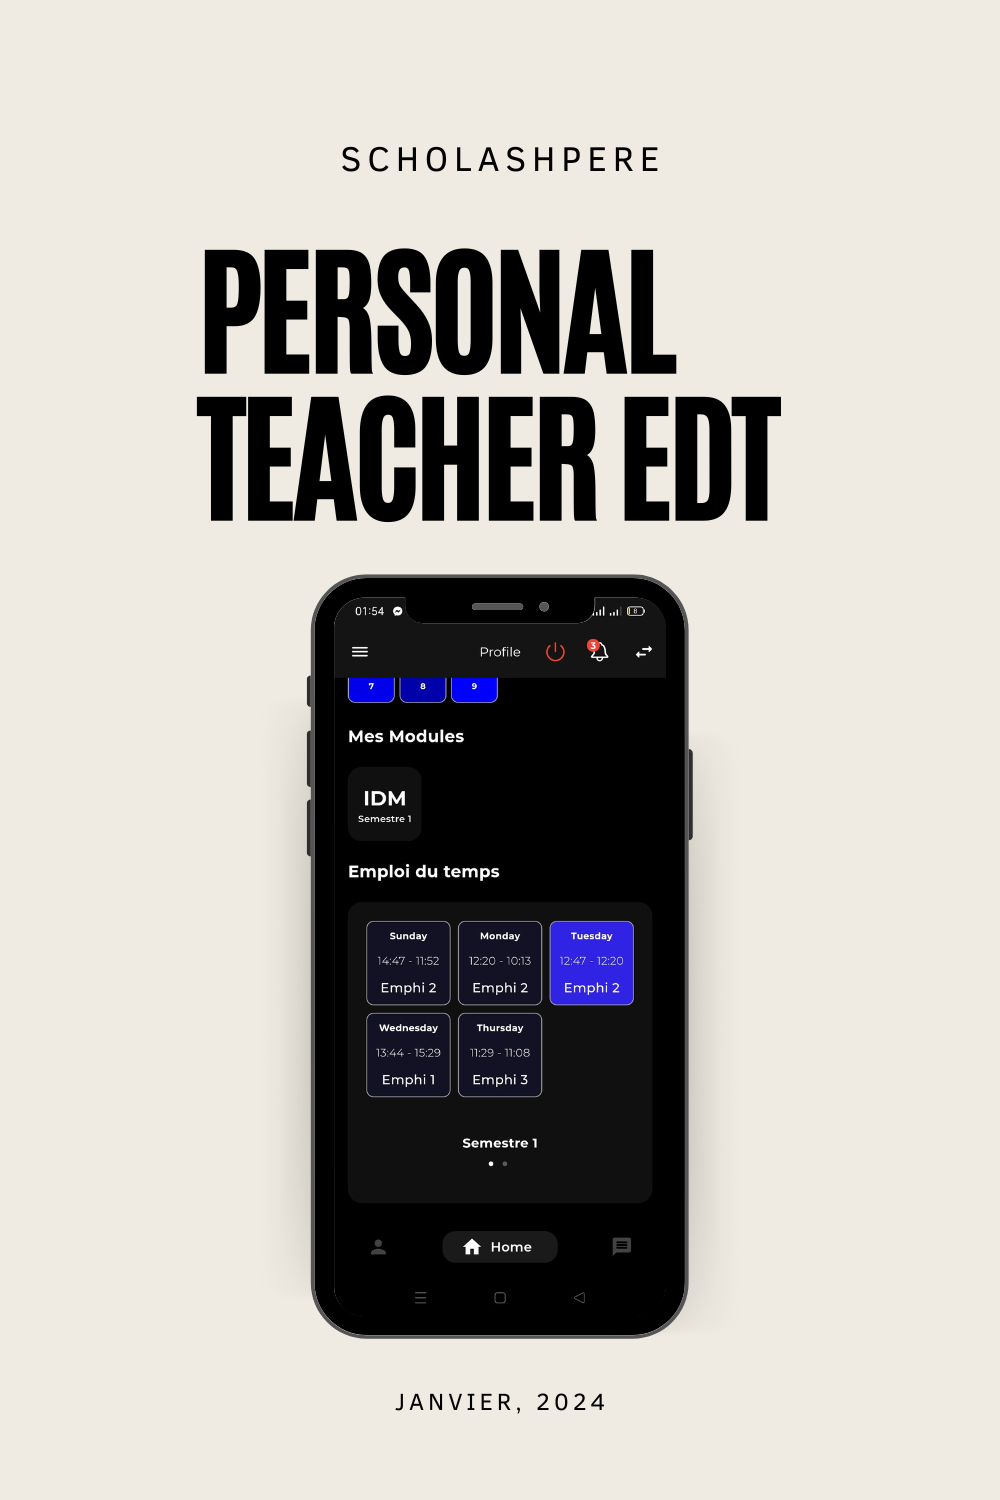 SCHOLASHPERE
PERSONAL
TEACHER EDT
01:54
8
Profile
3
7 8 9
Mes Modules
IDM
Semestre 1
Emploi du temps
Sunday Monday Tuesday
14:47 - 11:52 12:20 - 10:13 12:47 - 12:20
Emphi 2 Emphi 2 Emphi 2
Wednesday Thursday
13:44 - 15:29 11:29 - 11:08
Emphi 1 Emphi 3
Semestre 1
Home
JANVIER, 2024